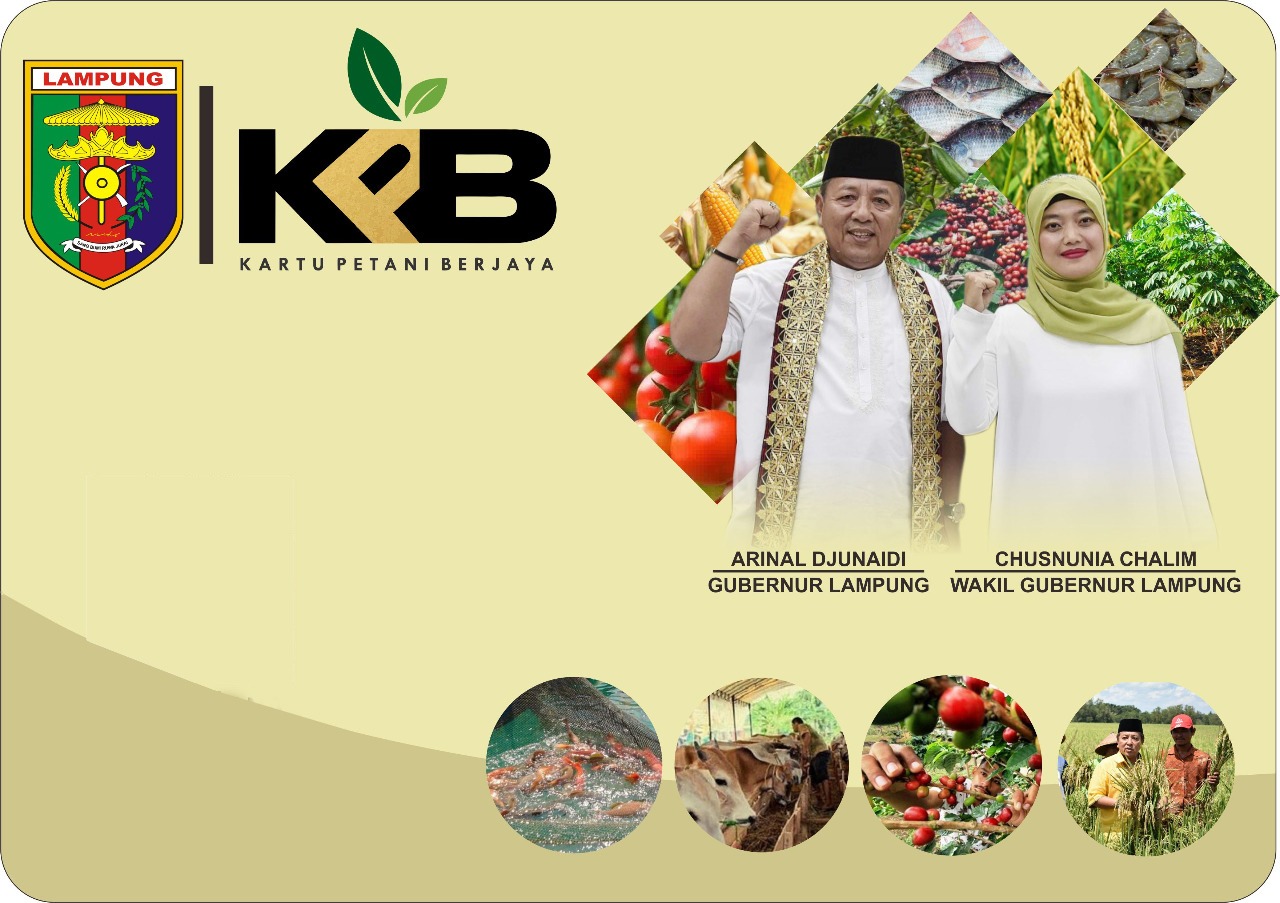 LAMPUNG
KPB
KARTU PETANI BERJAYA
ARINAL DJUNAIDI
GUBERNUR LAMPUNG
CHUSNUNIA CHALIM
WAKIL GUBERNUR LAMPUNG